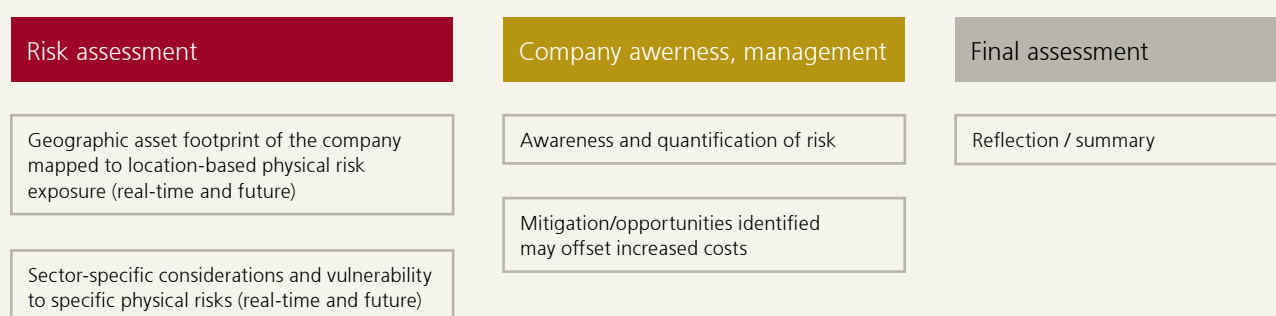 Risk assessment
Geographic asset footprint of the company
mapped to location-based physical risk
exposure (real-time and future)
Sector-specific considerations and vulnerability
to specific physical risks (real-time and future)
Company awerness, management
Awareness and quantification of risk
Mitigation/opportunities identified
may offset increased costs
Final assessment
Reflection / summary